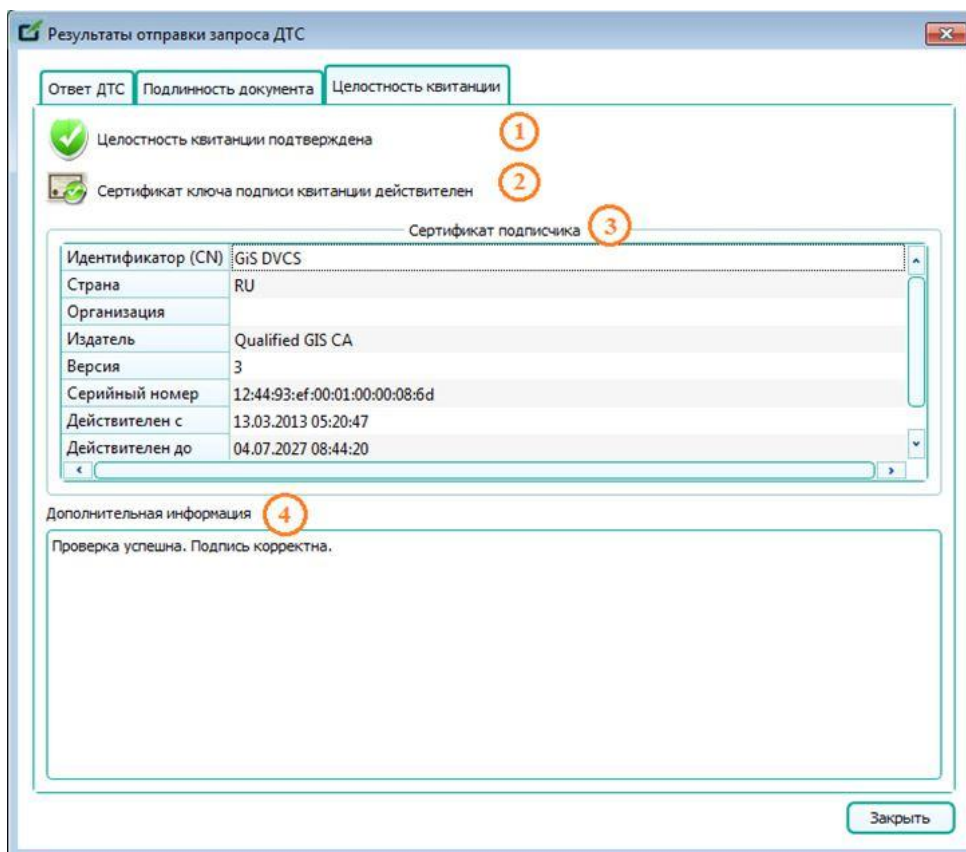 Результаты отправки запроса ДТС
Ответ ДТС Подлинность документа Целостность квитанции
Целостность квитанции подтверждена 1
Сертификат ключа подписи квитанции действителен 2
Сертификат подписчика 3
Идентификатор (CN) GiS DVCS
Страна RU
Организация
Издатель Qualified GIS CA
Версия 3
Серийный номер 12:44:93:ef:00:01:00:00:08:6d
Действителен с 13.03.2013 05:20:47
Действителен до 04.07.2027 08:44:20
Дополнительная информация 4
Проверка успешна. Подпись корректна.
Закрыть